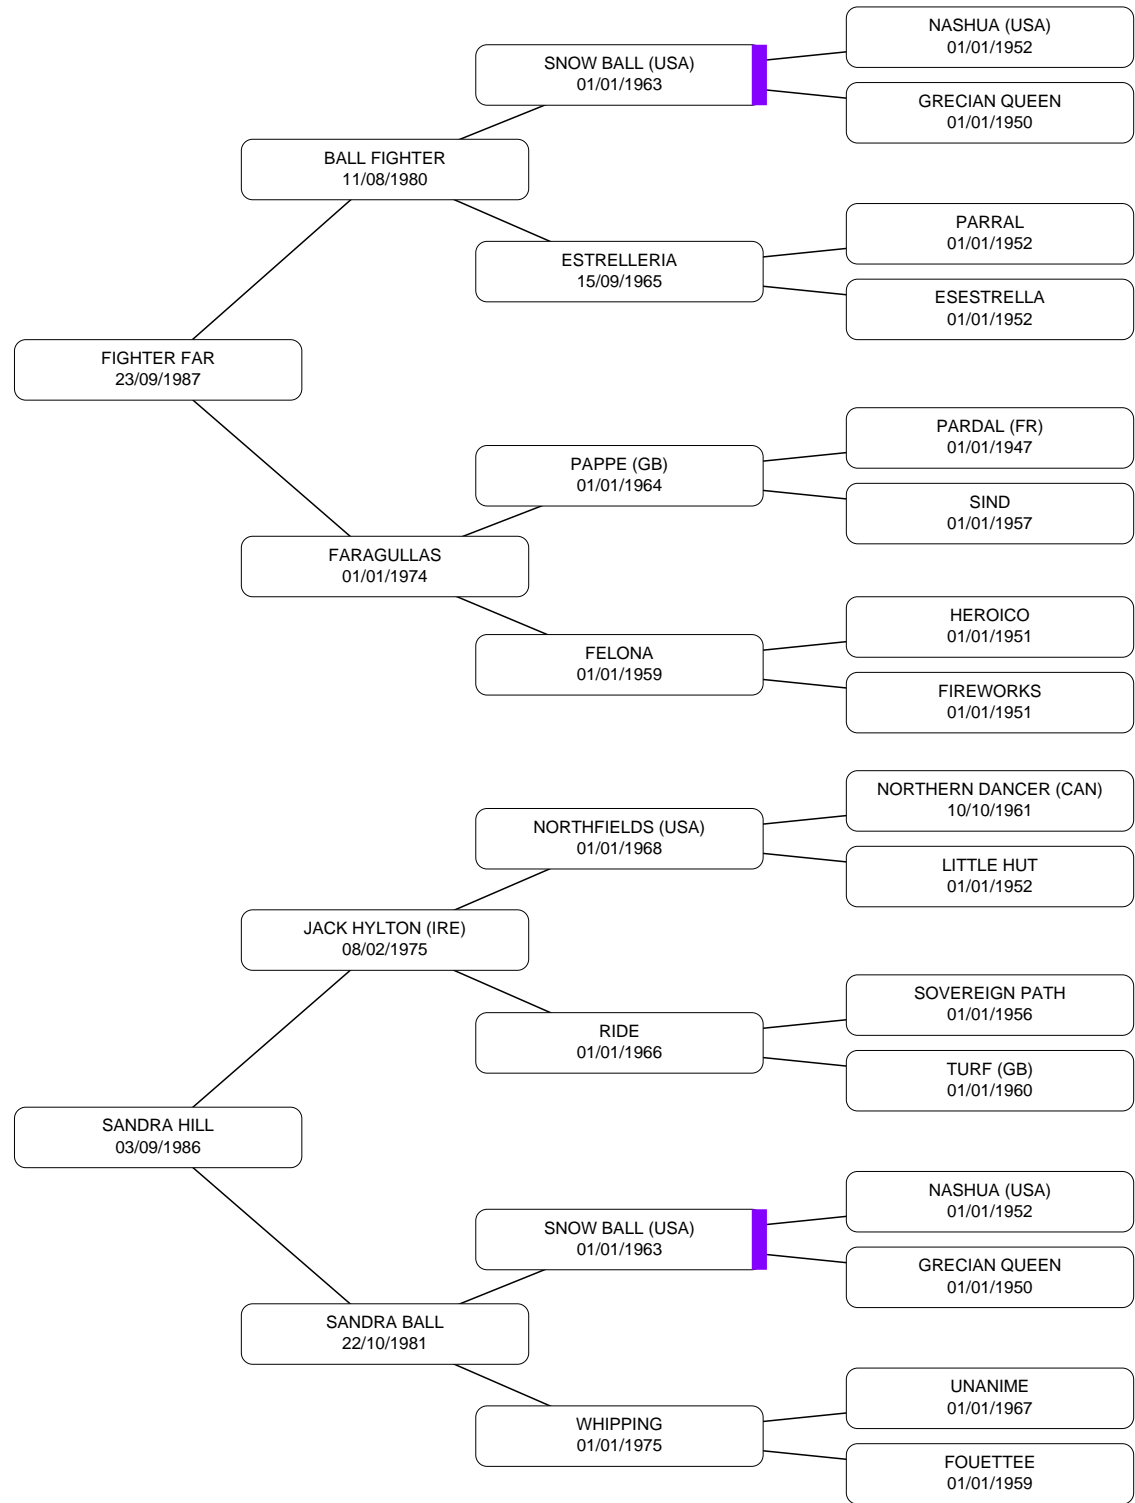 NASHUA (USA)
01/01/1952
SNOW BALL (USA)
01/01/1963
GRECIAN QUEEN
01/01/1950
BALL FIGHTER
11/08/1980
PARRAL
01/01/1952
ESTRELLERIA
15/09/1965
ESESTRELLA
01/01/1952
FIGHTER FAR
23/09/1987
PARDAL (FR)
01/01/1947
PAPPE (GB)
01/01/1964
SIND
01/01/1957
FARAGULLAS
01/01/1974
HEROICO
01/01/1951
FELONA
01/01/1959
FIREWORKS
01/01/1951
NORTHERN DANCER (CAN)
10/10/1961
NORTHFIELDS (USA)
01/01/1968
LITTLE HUT
01/01/1952
JACK HYLTON (IRE)
08/02/1975
SOVEREIGN PATH
01/01/1956
RIDE
01/01/1966
TURF (GB)
01/01/1960
SANDRA HILL
03/09/1986
NASHUA (USA)
01/01/1952
SNOW BALL (USA)
01/01/1963
GRECIAN QUEEN
01/01/1950
SANDRA BALL
22/10/1981
UNANIME
01/01/1967
WHIPPING
01/01/1975
FOUETTEE
01/01/1959